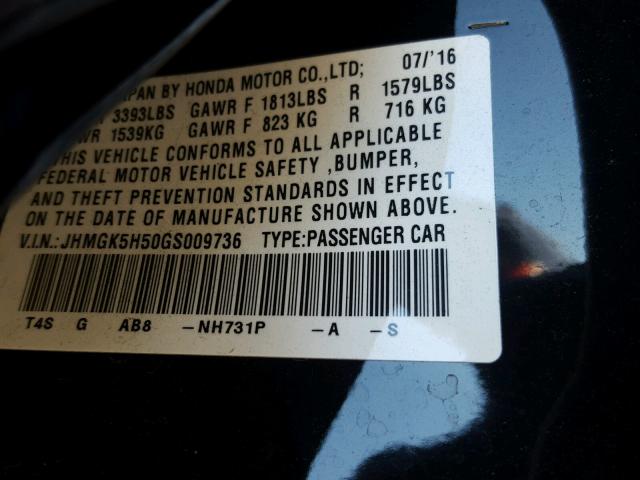 PAN BY HONDA MOTOR CO.,LTD; 07/'16
3393LBS GAWR F 1813LBS R 1579LBS
WR 1539KG GAWR F 823 KG R 716 KG
THIS VEHICLE CONFORMS TO ALL APPLICABLE
FEDERAL MOTOR VEHICLE SAFETY ,BUMPER,
AND THEFT PREVENTION STANDARDS IN EFFECT
ON THE DATE OF MANUFACTURE SHOWN ABOVE.
V.I.N.:JHMGK5H50GS009736 TYPE:PASSENGER CAR
T4S G AB8 -NH731P -A -S